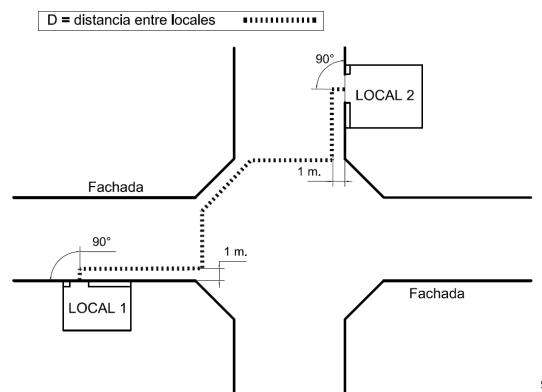 D = distancia entre locales
90°
LOCAL 2
1 m.
Fachada
90°
1 m.
Fachada
LOCAL 1